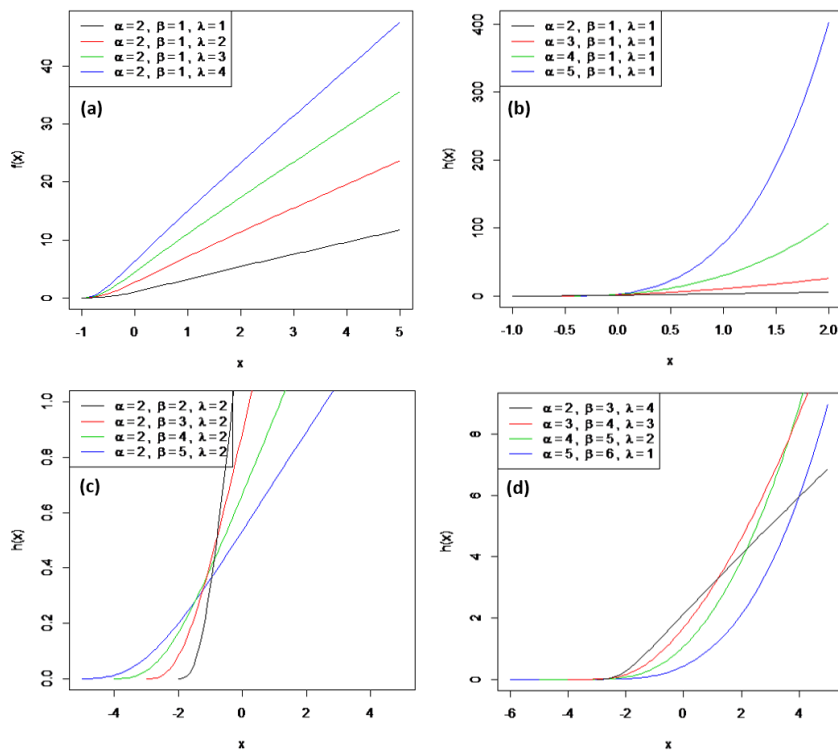 α=2, β=1, λ=1
α=2, β=1, λ=2
α=2, β=1, λ=3
α=2, β=1, λ=4
(a)
f(x)
0 10 20 30 40
-1 0 1 2 3 4 5
x
α=2, β=1, λ=1
α=3, β=1, λ=1
α=4, β=1, λ=1
α=5, β=1, λ=1
(b)
h(x)
0 100 200 300 400
-1.0 -0.5 0.0 0.5 1.0 1.5 2.0
x
α=2, β=2, λ=2
α=2, β=3, λ=2
α=2, β=4, λ=2
α=2, β=5, λ=2
(c)
h(x)
0.0 0.2 0.4 0.6 0.8 1.0
-4 -2 0 2 4
x
α=2, β=3, λ=4
α=3, β=4, λ=3
α=4, β=5, λ=2
α=5, β=6, λ=1
(d)
h(x)
0 2 4 6 8
-6 -4 -2 0 2 4
x